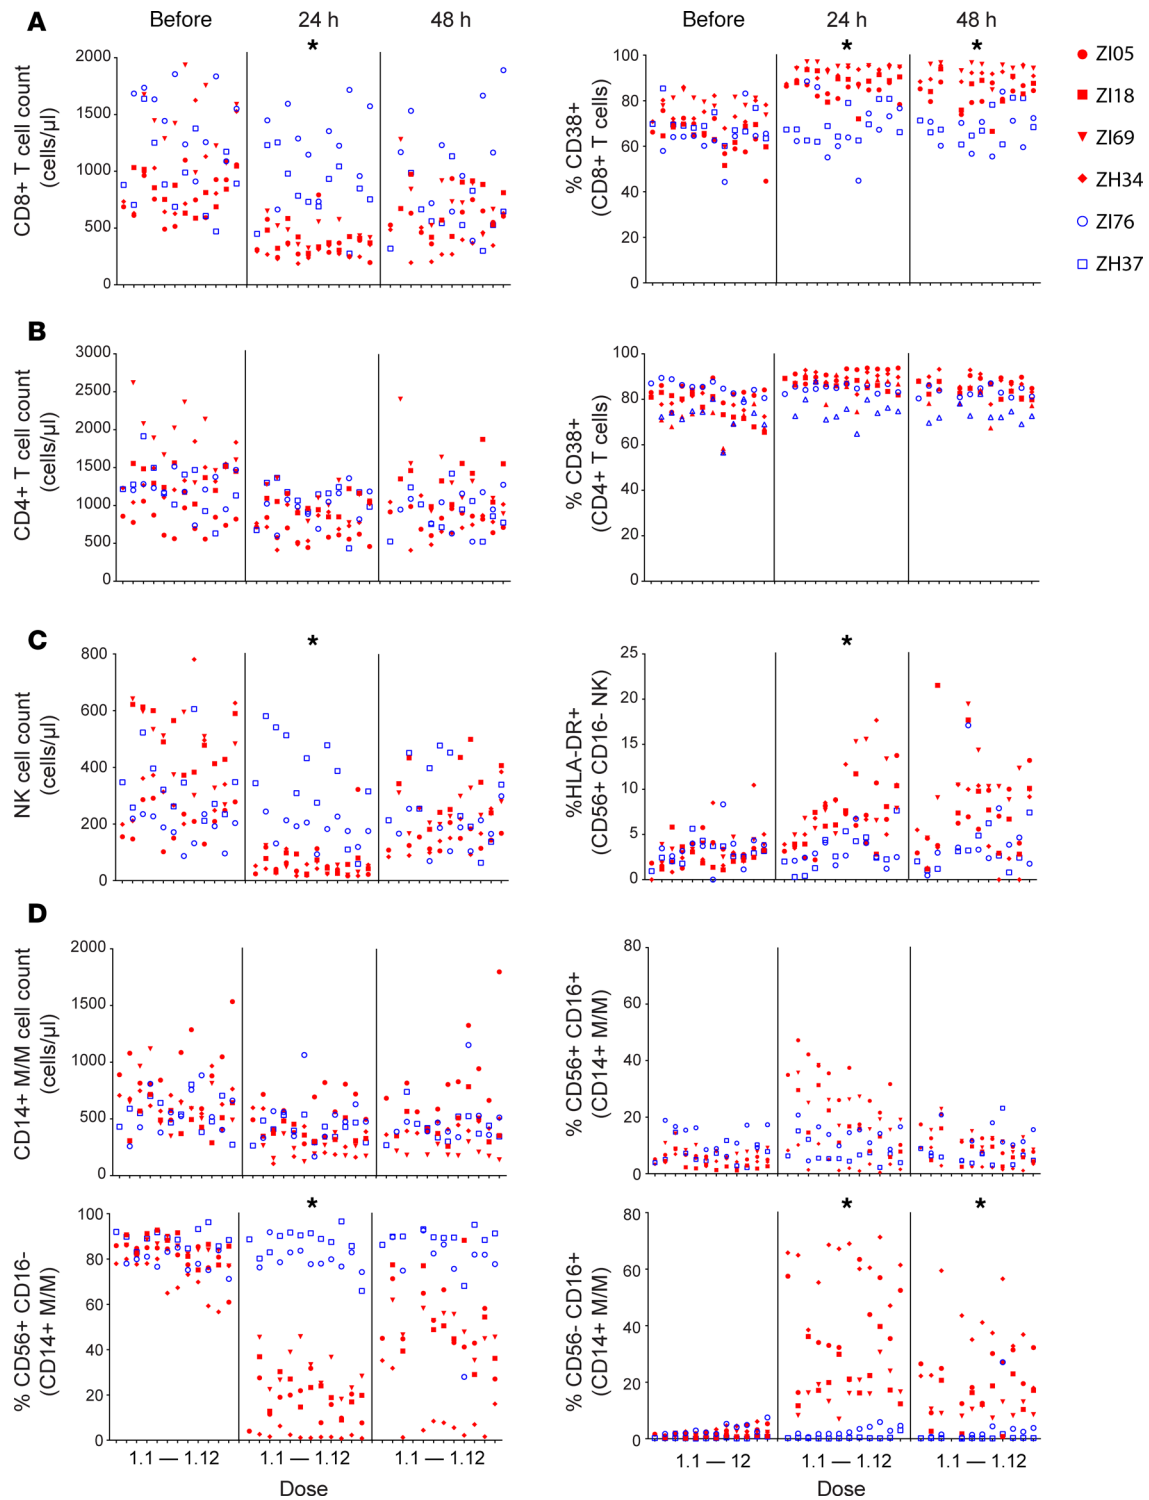 A
Before 24 h 48 h
Before 24 h 48 h
* * *
CD8+ T cell count
(cells/µl)
2000
1500
1000
500
0
% CD38+
(CD8+ T cells)
100
80
60
40
20
0
ZI05
ZI18
ZI69
ZH34
ZI76
ZH37
B
CD4+ T cell count
(cells/µl)
3000
2500
2000
1500
1000
500
0
% CD38+
(CD4+ T cells)
100
80
60
40
20
0
C
* *
NK cell count
(cells/µl)
800
600
400
200
0
%HLA-DR+
(CD56+ CD16- NK)
25
20
15
10
5
0
D
CD14+ M/M cell count
(cells/µl)
2000
1500
1000
500
0
% CD56+ CD16+
(CD14+ M/M)
80
60
40
20
0
* * *
% CD56+ CD16-
(CD14+ M/M)
100
80
60
40
20
0
1.1 — 1.12 1.1 — 1.12 1.1 — 1.12
Dose
% CD56- CD16+
(CD14+ M/M)
80
60
40
20
0
1.1 — 12 1.1 — 1.12 1.1 — 1.12
Dose